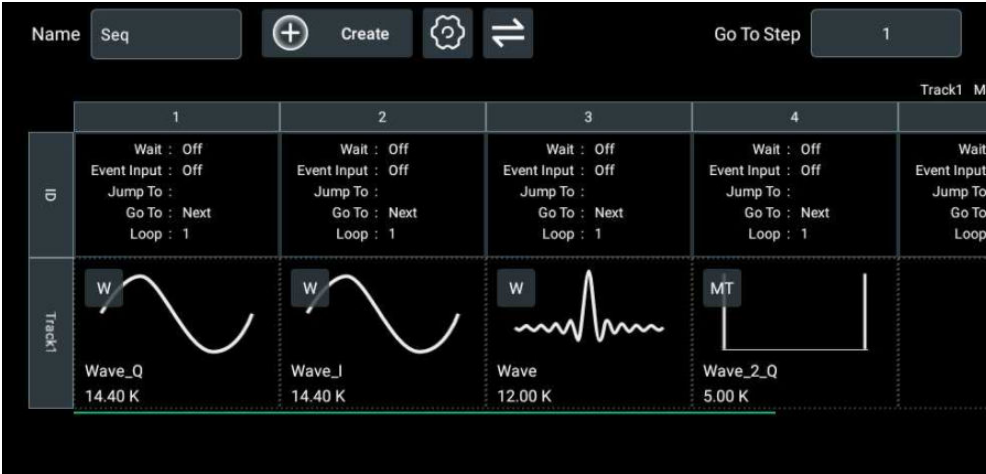 Name Seq Create Go To Step 1
Track1 M
1 2 3 4
ID
Wait : Off
Event Input : Off
Jump To :
Go To : Next
Loop : 1
Wait : Off
Event Input : Off
Jump To :
Go To : Next
Loop : 1
Wait : Off
Event Input : Off
Jump To :
Go To : Next
Loop : 1
Wait : Off
Event Input : Off
Jump To :
Go To : Next
Loop : 1
Wait
Event Input
Jump To
Go To
Loop
Track1
W
Wave_Q
14.40 K
W
Wave_I
14.40 K
W
Wave
12.00 K
MT
Wave_2_Q
5.00 K